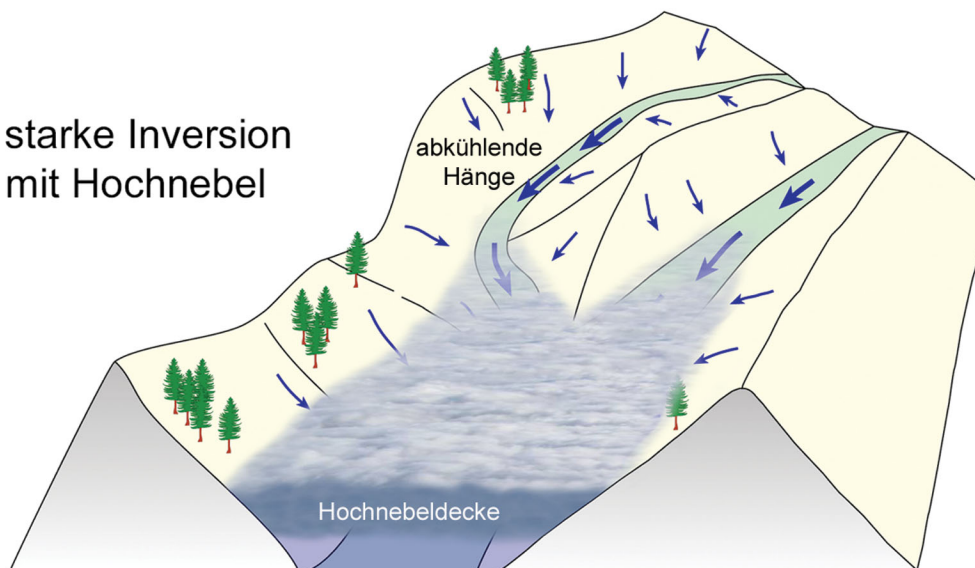 starke Inversion
mit Hochnebel
abkühlende
Hänge
Hochnebeldecke